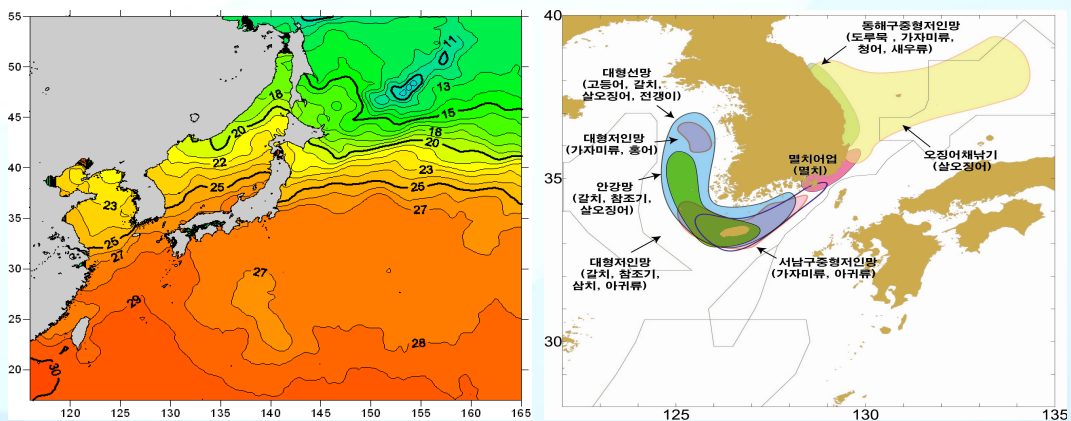 55
50
45
40
35
30
25
20
120
125
130
135
140
145
150
155
160
165
11
13
15
18
20
23
25
27
18
20
22
25
23
25
27
29
27
28
30
40
35
30
125
130
135
동해구중형저인망
(도루묵 , 가자미류,
청어, 새우류)
대형선망
(고등어, 갈치,
살오징어, 전갱이)
대형저인망
(가자미류, 홍어)
멸치어업
(멸치)
오징어채낚기
(살오징어)
안강망
(갈치, 참조기,
살오징어)
대형저인망
(갈치, 참조기,
삼치, 아귀류)
서남구중형저인망
(가자미류, 아귀류)